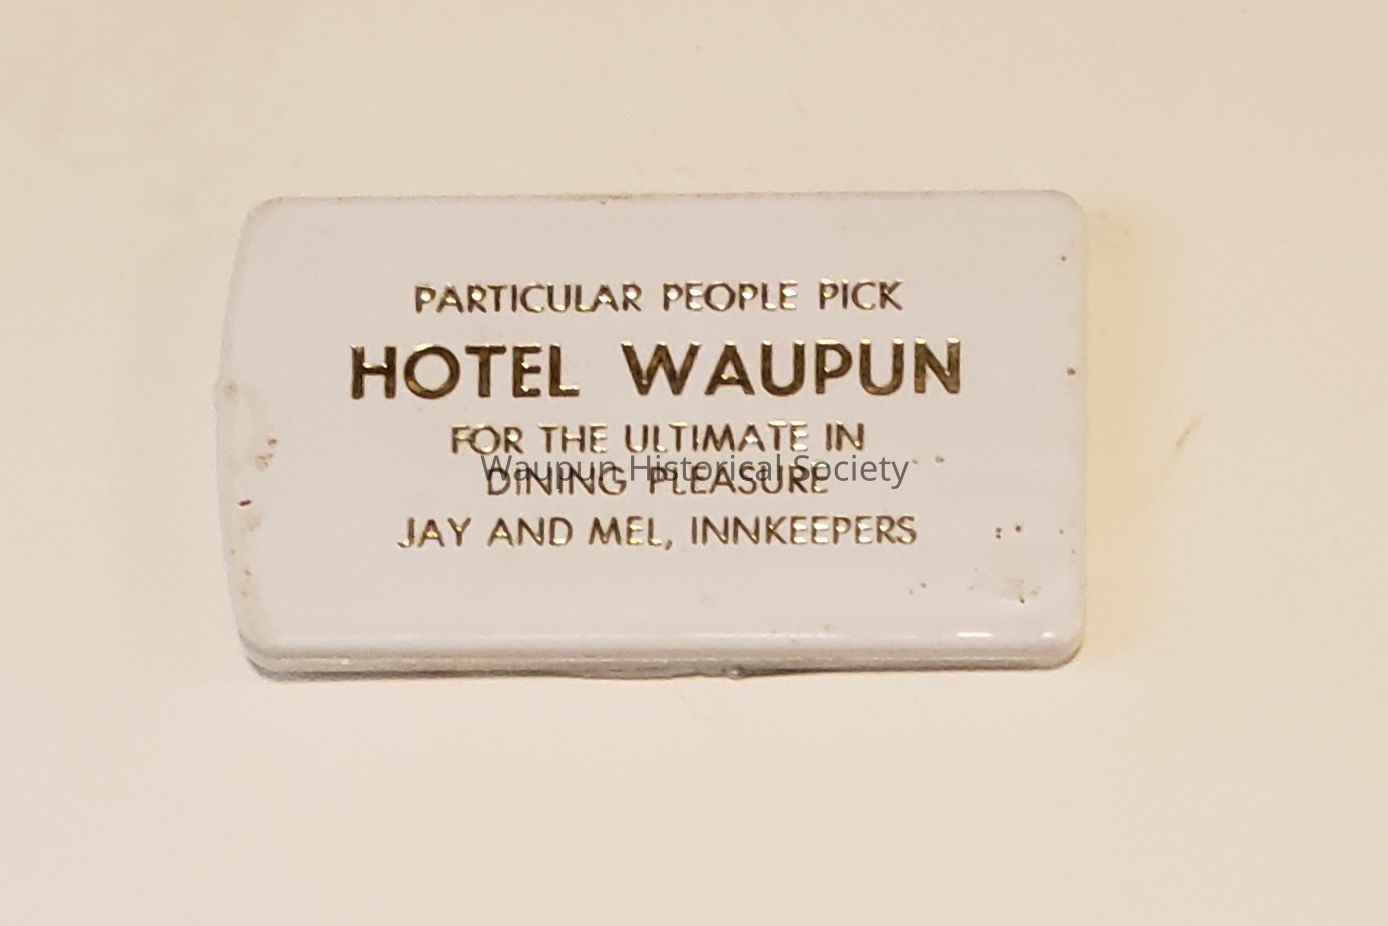 PARTICULAR PEOPLE PICK
HOTEL WAUPUN
FOR THE ULTIMATE IN
Waupun Historical Society
DINING PLEASURE
JAY AND MEL, INNKEEPERS